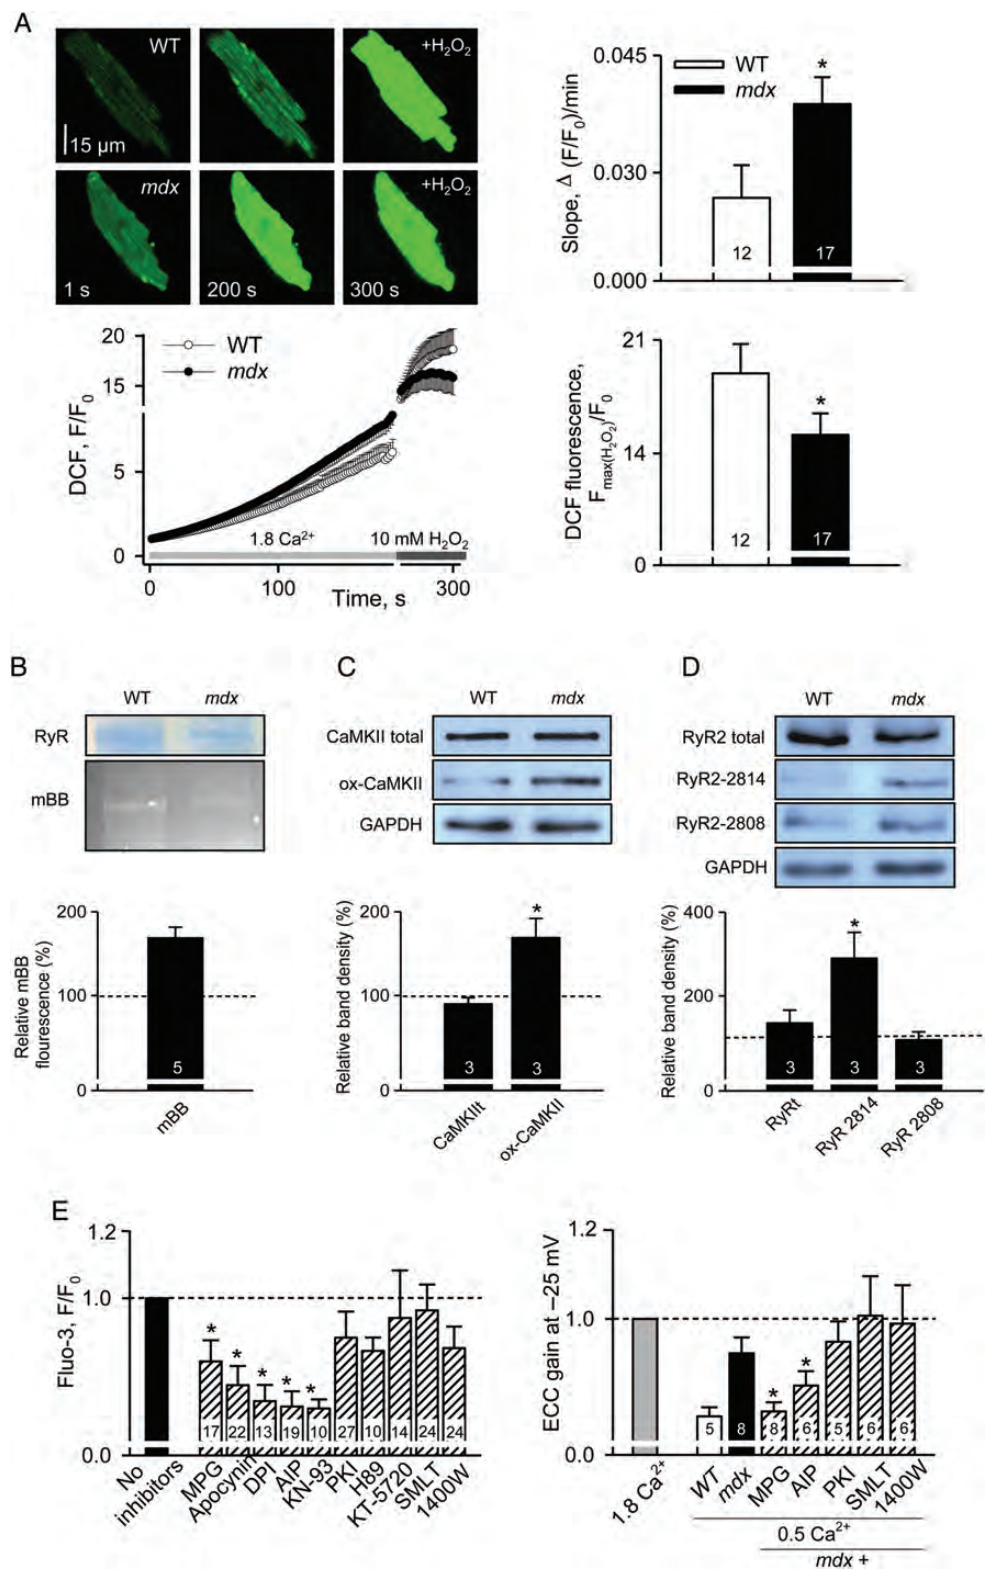 A
WT
+H₂O₂
15 µm
mdx
+H₂O₂
1 s
200 s
300 s
0.045
0.030
0.000
Slope, Δ (F/F₀)/min
WT
mdx
*
12
17
20
15
5
0
DCF, F/F₀
WT
mdx
1.8 Ca²⁺
10 mM H₂O₂
0
100
300
Time, s
21
14
0
DCF fluorescence,
Fmax(H₂O₂)/F₀
*
12
17
B
WT
mdx
RyR
mBB
200
100
0
Relative mBB
flourescence (%)
5
mBB
C
WT
mdx
CaMKII total
ox-CaMKII
GAPDH
200
100
0
Relative band density (%)
*
3
3
CaMKIIt
ox-CaMKII
D
WT
mdx
RyR2 total
RyR2-2814
RyR2-2808
GAPDH
400
200
0
Relative band density (%)
*
3
3
3
RyRt
RyR 2814
RyR 2808
E
1.2
1.0
0.0
Fluo-3, F/F₀
* * * * *
17 22 13 19 10 27 10 14 24 24
No
inhibitors
MPG
Apocynin
DPI
AIP
KN-93
PKI
H89
KT-5720
SMLT
1400W
1.2
1.0
0.0
ECC gain at –25 mV
* *
5 8 8 6 5 6 6
1.8 Ca²⁺
WT
mdx
MPG
AIP
PKI
SMLT
1400W
0.5 Ca²⁺
mdx +